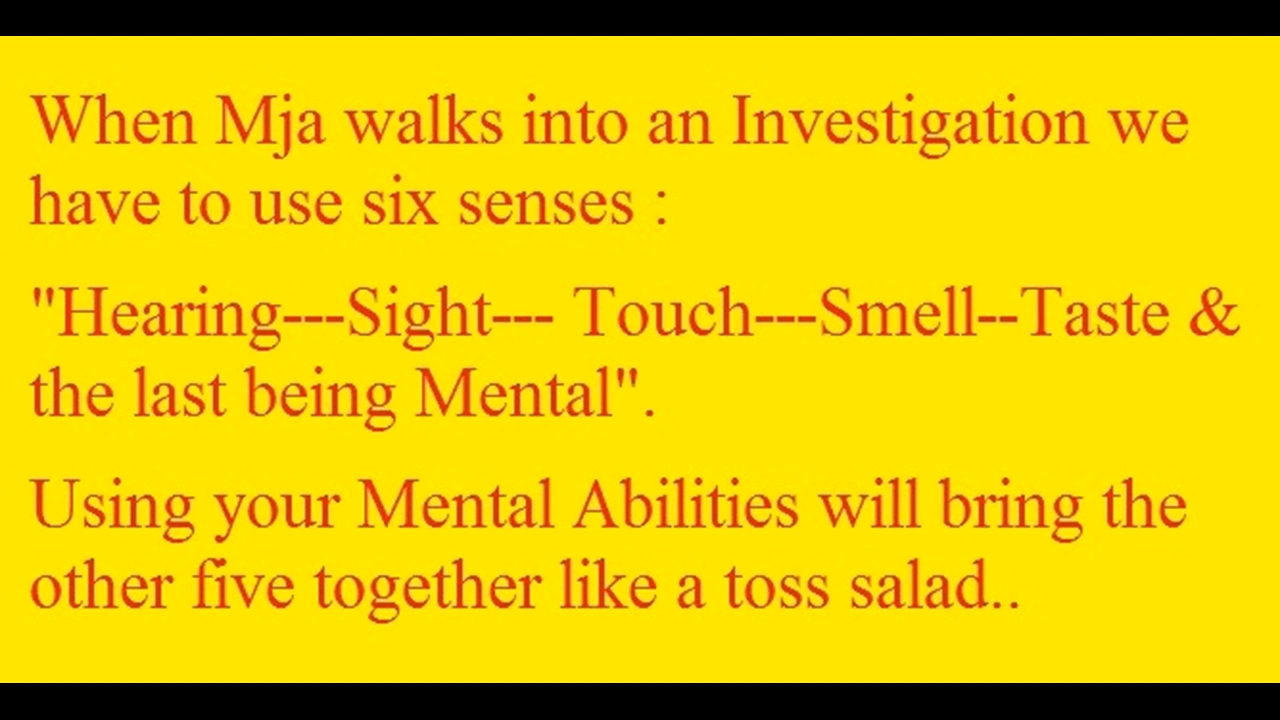 When Mja walks into an Investigation we
have to use six senses :
"Hearing---Sight--- Touch---Smell--Taste &
the last being Mental".
Using your Mental Abilities will bring the
other five together like a toss salad..